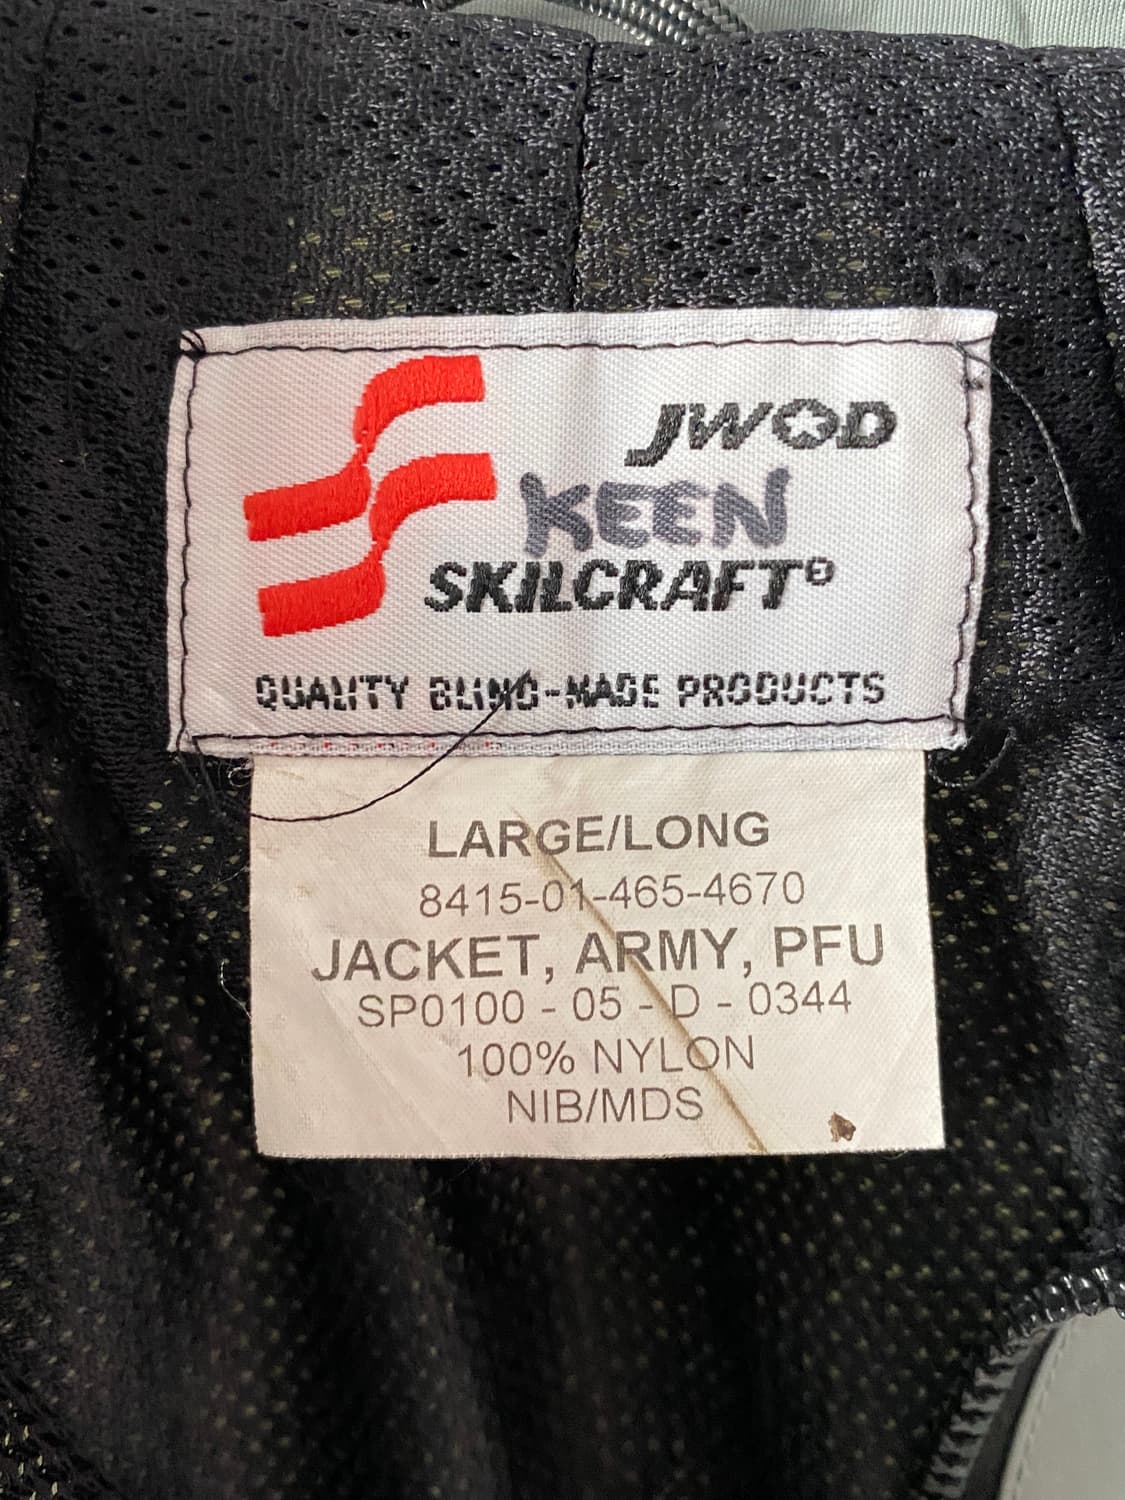 JWOD
KEEN
SKILCRAFT®
QUALITY BLIND-MADE PRODUCTS
LARGE/LONG
8415-01-465-4670
JACKET, ARMY, PFU
SP0100 - 05 - D - 0344
100% NYLON
NIB/MDS